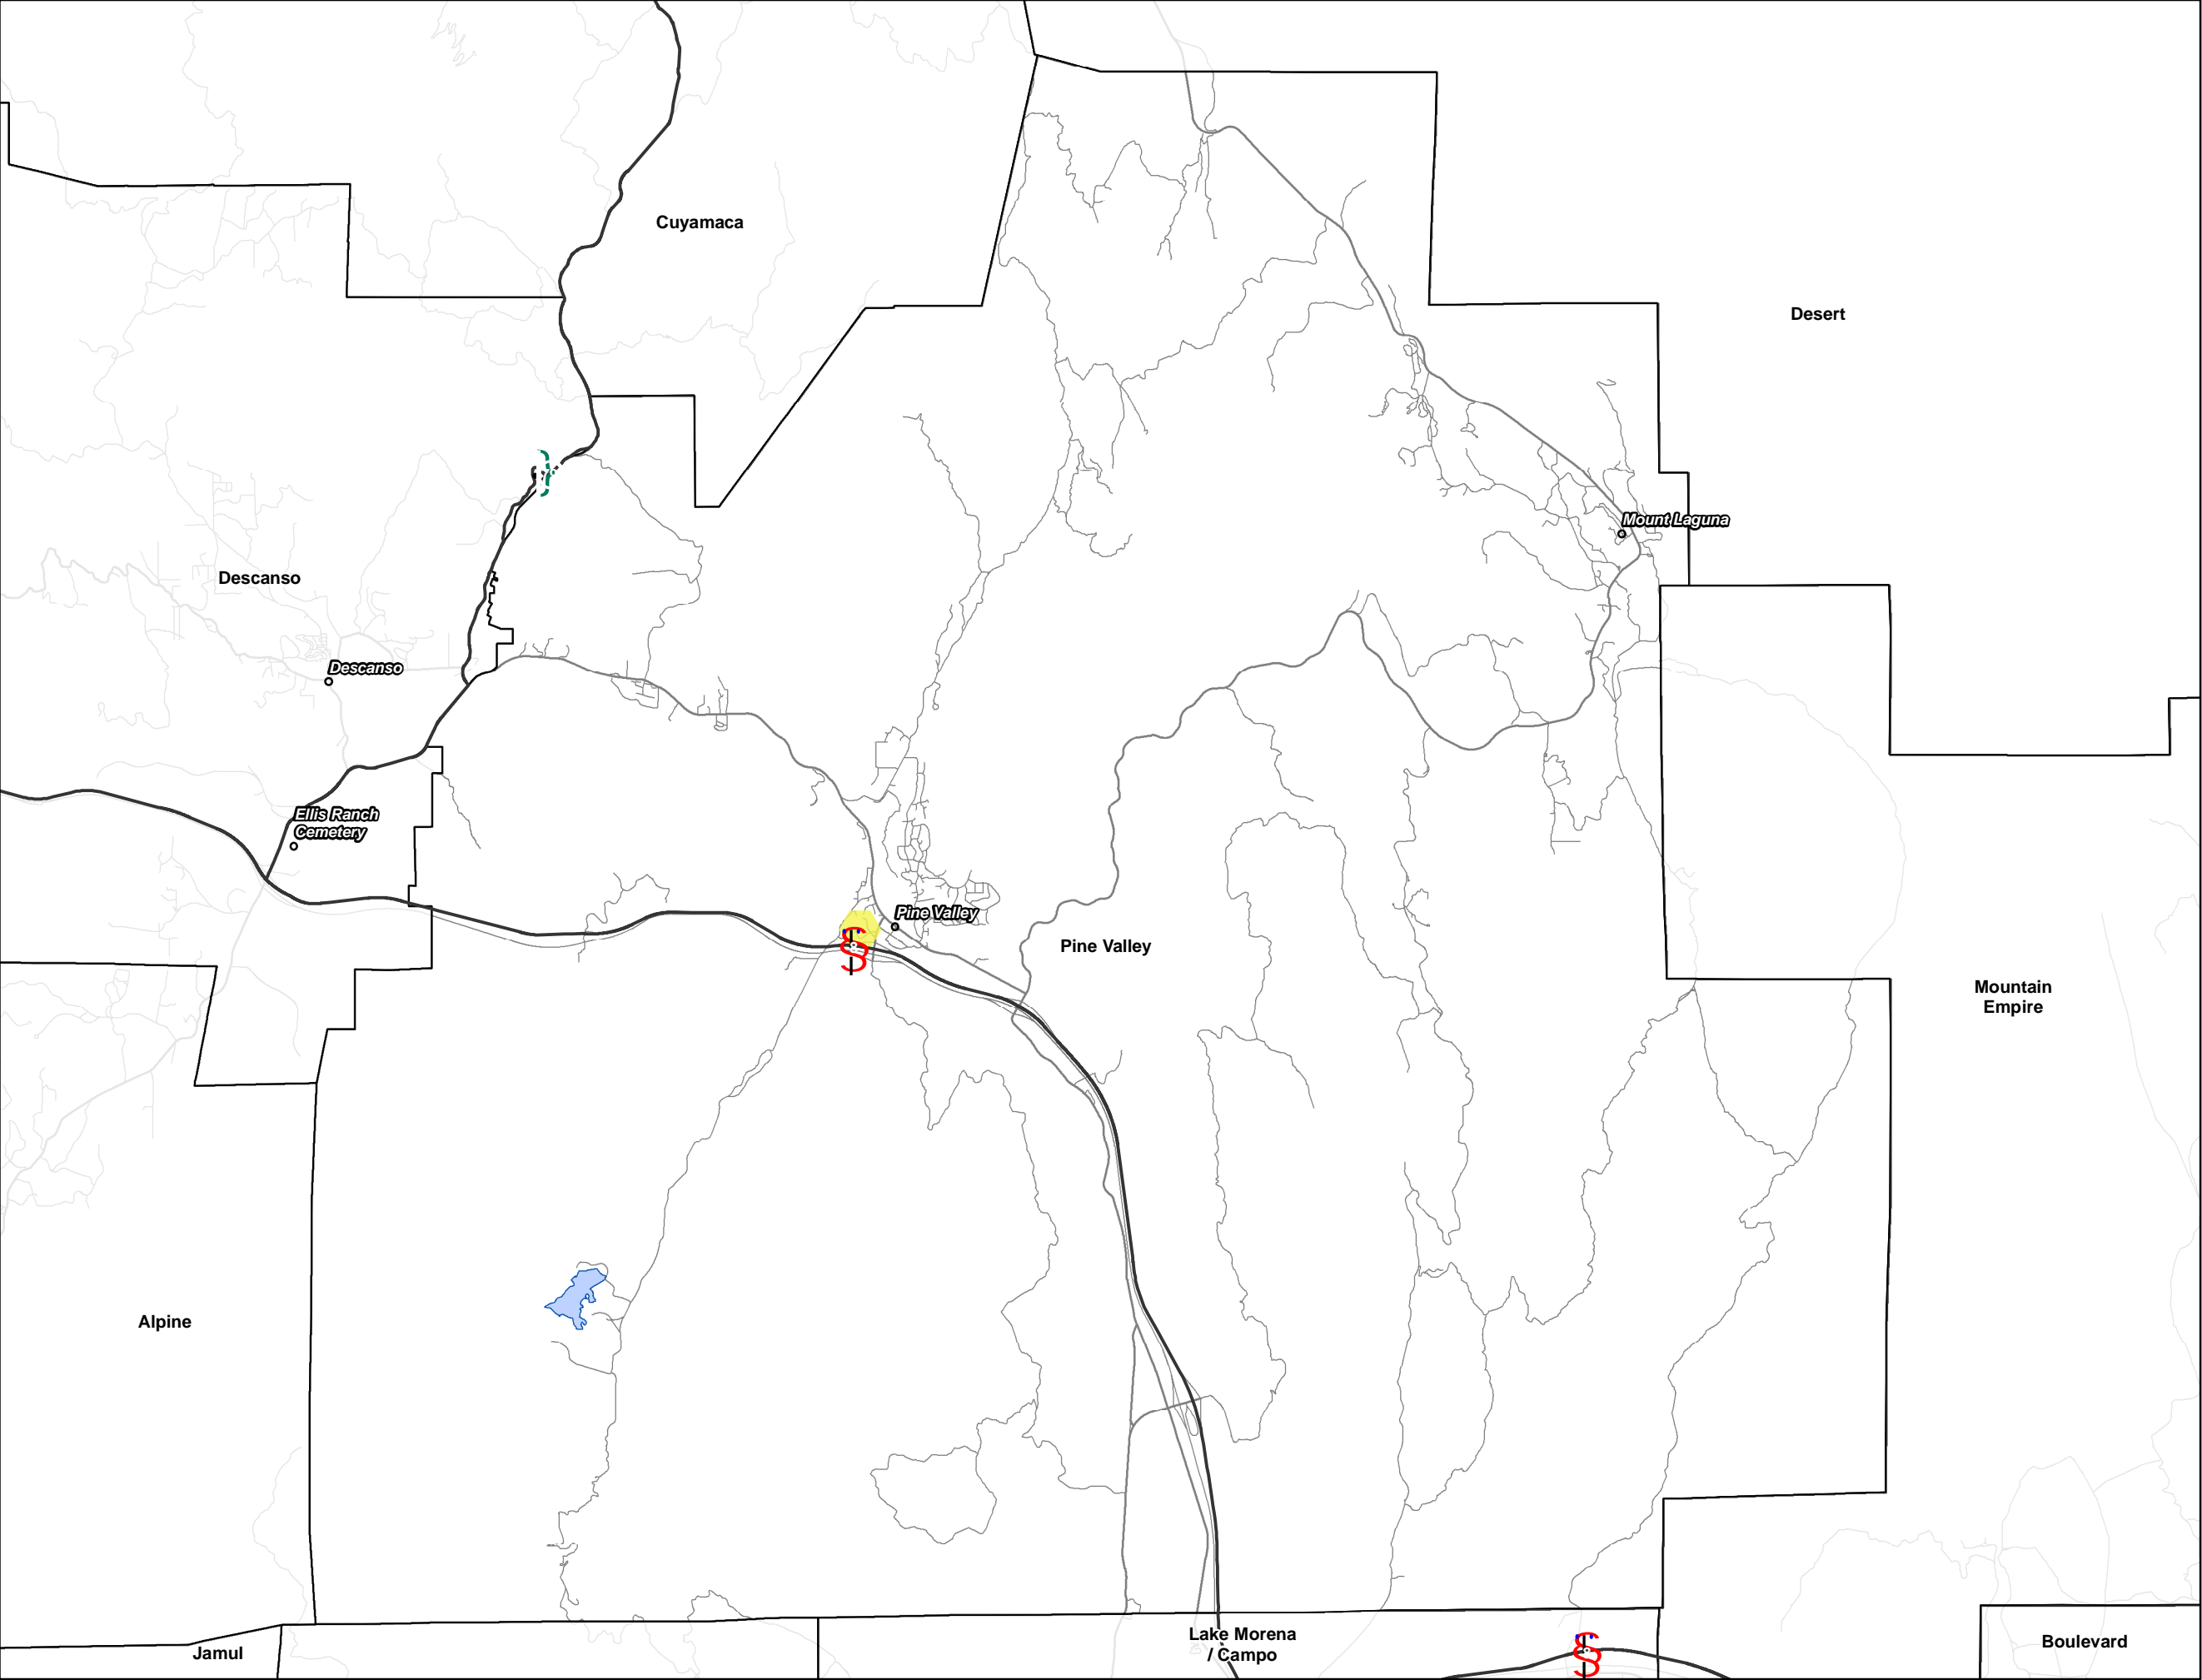 Cuyamaca
Desert
Mount Laguna
Descanso
Descanso
Ellis Ranch
Cemetery
Pine Valley
Pine Valley
Mountain
Empire
Alpine
Jamul
Lake Morena
/ Campo
Boulevard